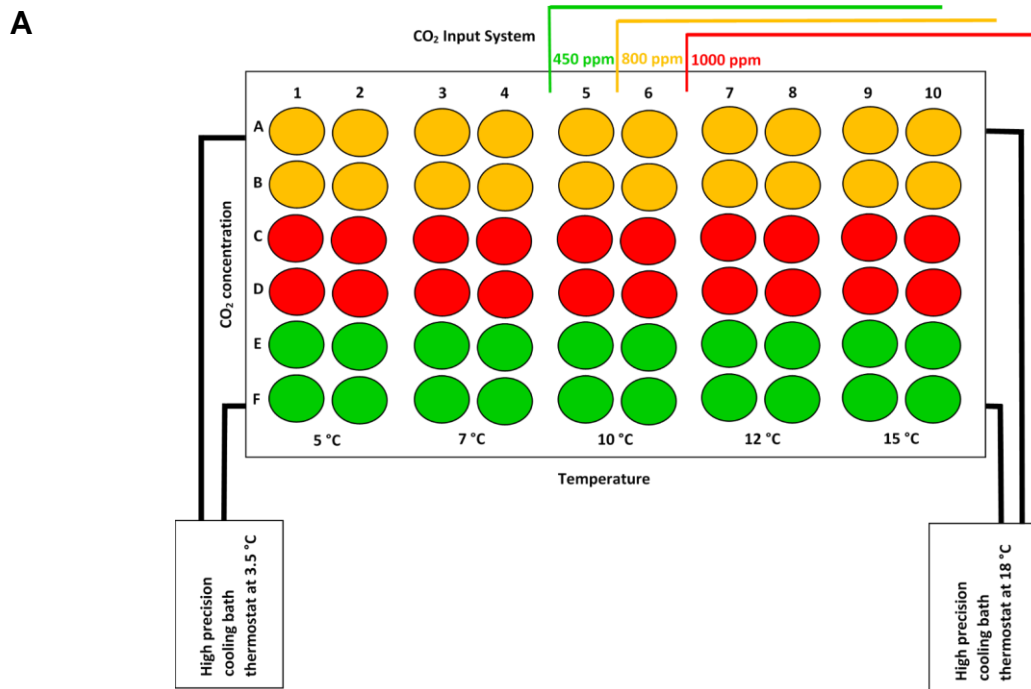 A
CO₂ Input System
450 ppm
800 ppm
1000 ppm
1 2 3 4 5 6 7 8 9 10
A
B
C
D
E
F
CO₂ concentration
5 °C 7 °C 10 °C 12 °C 15 °C
Temperature
High precision
cooling bath
thermostat at 3.5 °C
High precision
cooling bath
thermostat at 18 °C